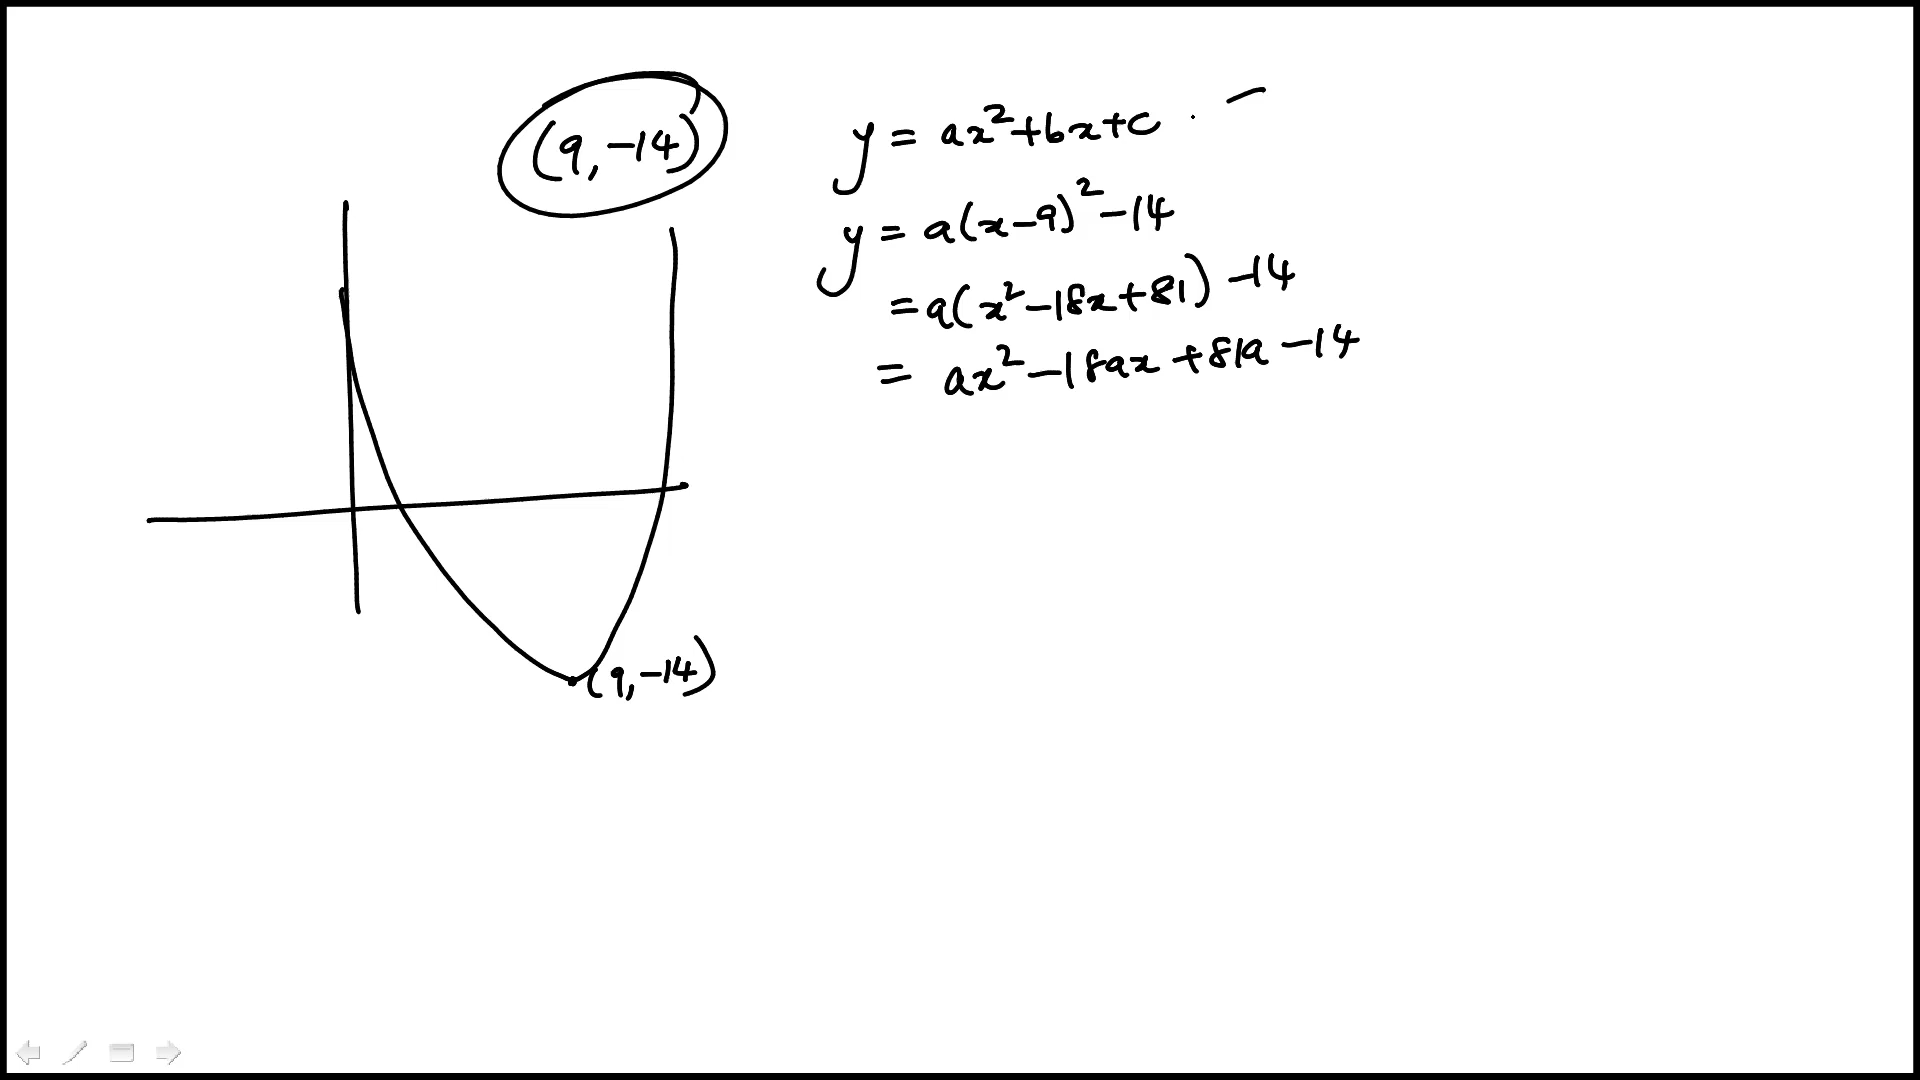 (9, -14)
y = ax²+bx+c
y = a(x-9)²-14
= a(x²-18x+81) -14
= ax²-18ax +81a -14
(9, -14)